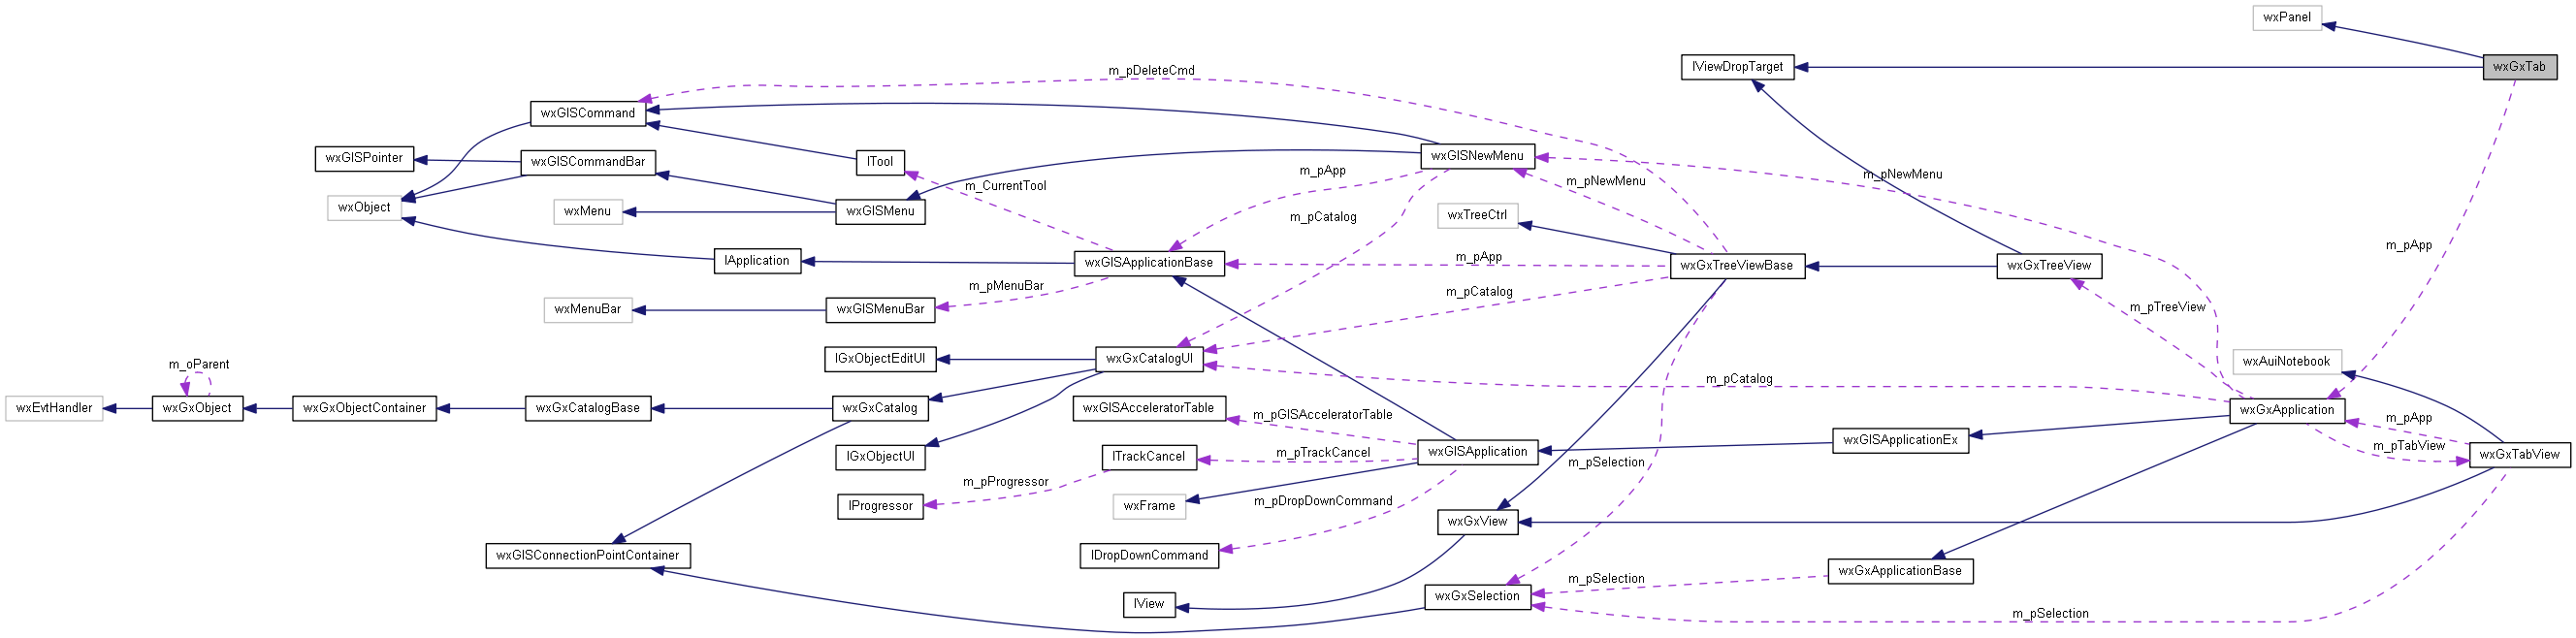 wxPanel
wxGxTab
IViewDropTarget
m_pDeleteCmd
wxGISCommand
wxGISPointer
wxGISCommandBar
ITool
wxGISNewMenu
m_pApp
m_pNewMenu
m_pNewMenu
m_CurrentTool
wxObject
wxMenu
wxGISMenu
m_pCatalog
wxTreeCtrl
m_pApp
IApplication
wxGISApplicationBase
m_pApp
wxGxTreeViewBase
wxGxTreeView
m_pMenuBar
m_pCatalog
wxMenuBar
wxGISMenuBar
m_pTreeView
IGxObjectEditUI
wxGxCatalogUI
wxAuiNotebook
m_oParent
m_pCatalog
wxEvtHandler
wxGxObject
wxGxObjectContainer
wxGxCatalogBase
wxGxCatalog
wxGISAcceleratorTable
m_pGISAcceleratorTable
wxGxApplication
m_pApp
IGxObjectUI
ITrackCancel
m_pTrackCancel
wxGISApplication
wxGISApplicationEx
m_pTabView
wxGxTabView
m_pSelection
m_pProgressor
IProgressor
wxFrame
m_pDropDownCommand
wxGxView
wxGISConnectionPointContainer
IDropDownCommand
wxGxApplicationBase
m_pSelection
IView
wxGxSelection
m_pSelection